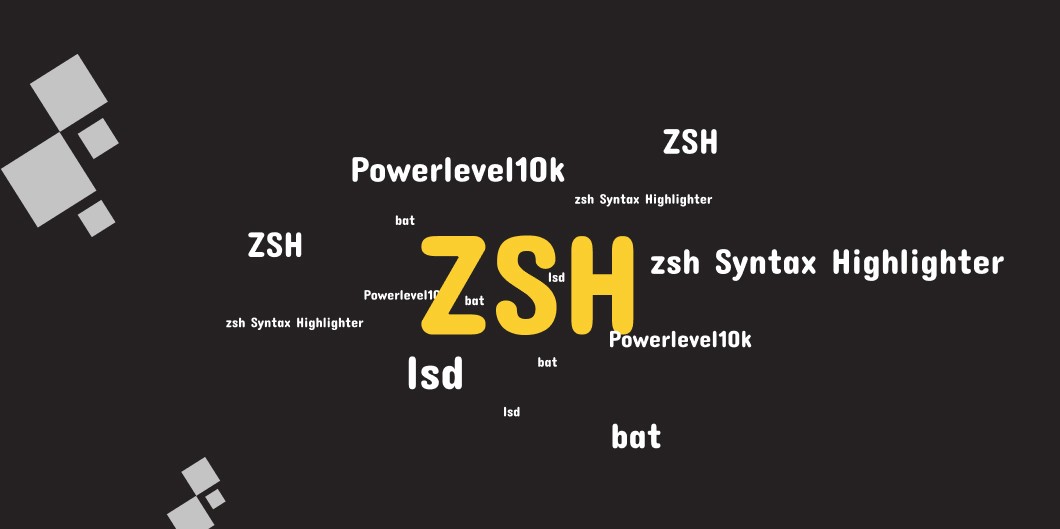 ZSH
Powerlevel10k
zsh Syntax Highlighter
bat
ZSH
ZSH
zsh Syntax Highlighter
lsd
Powerlevel10
bat
zsh Syntax Highlighter
Powerlevel10k
bat
lsd
lsd
bat